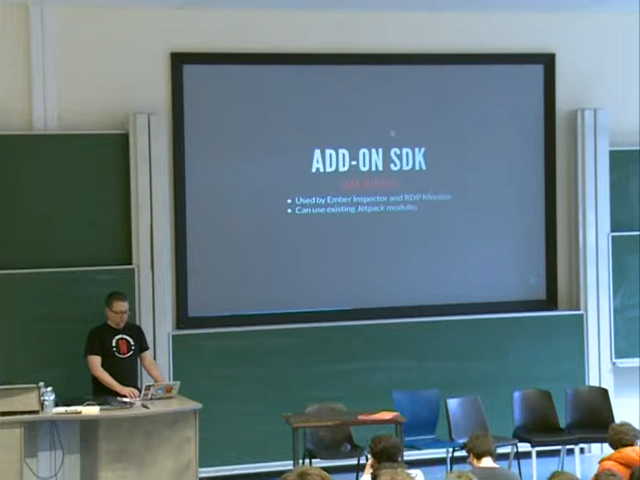 ADD-ON SDK
Used by Ember Inspector and RDP Monitor
Can use existing Jetpack modules